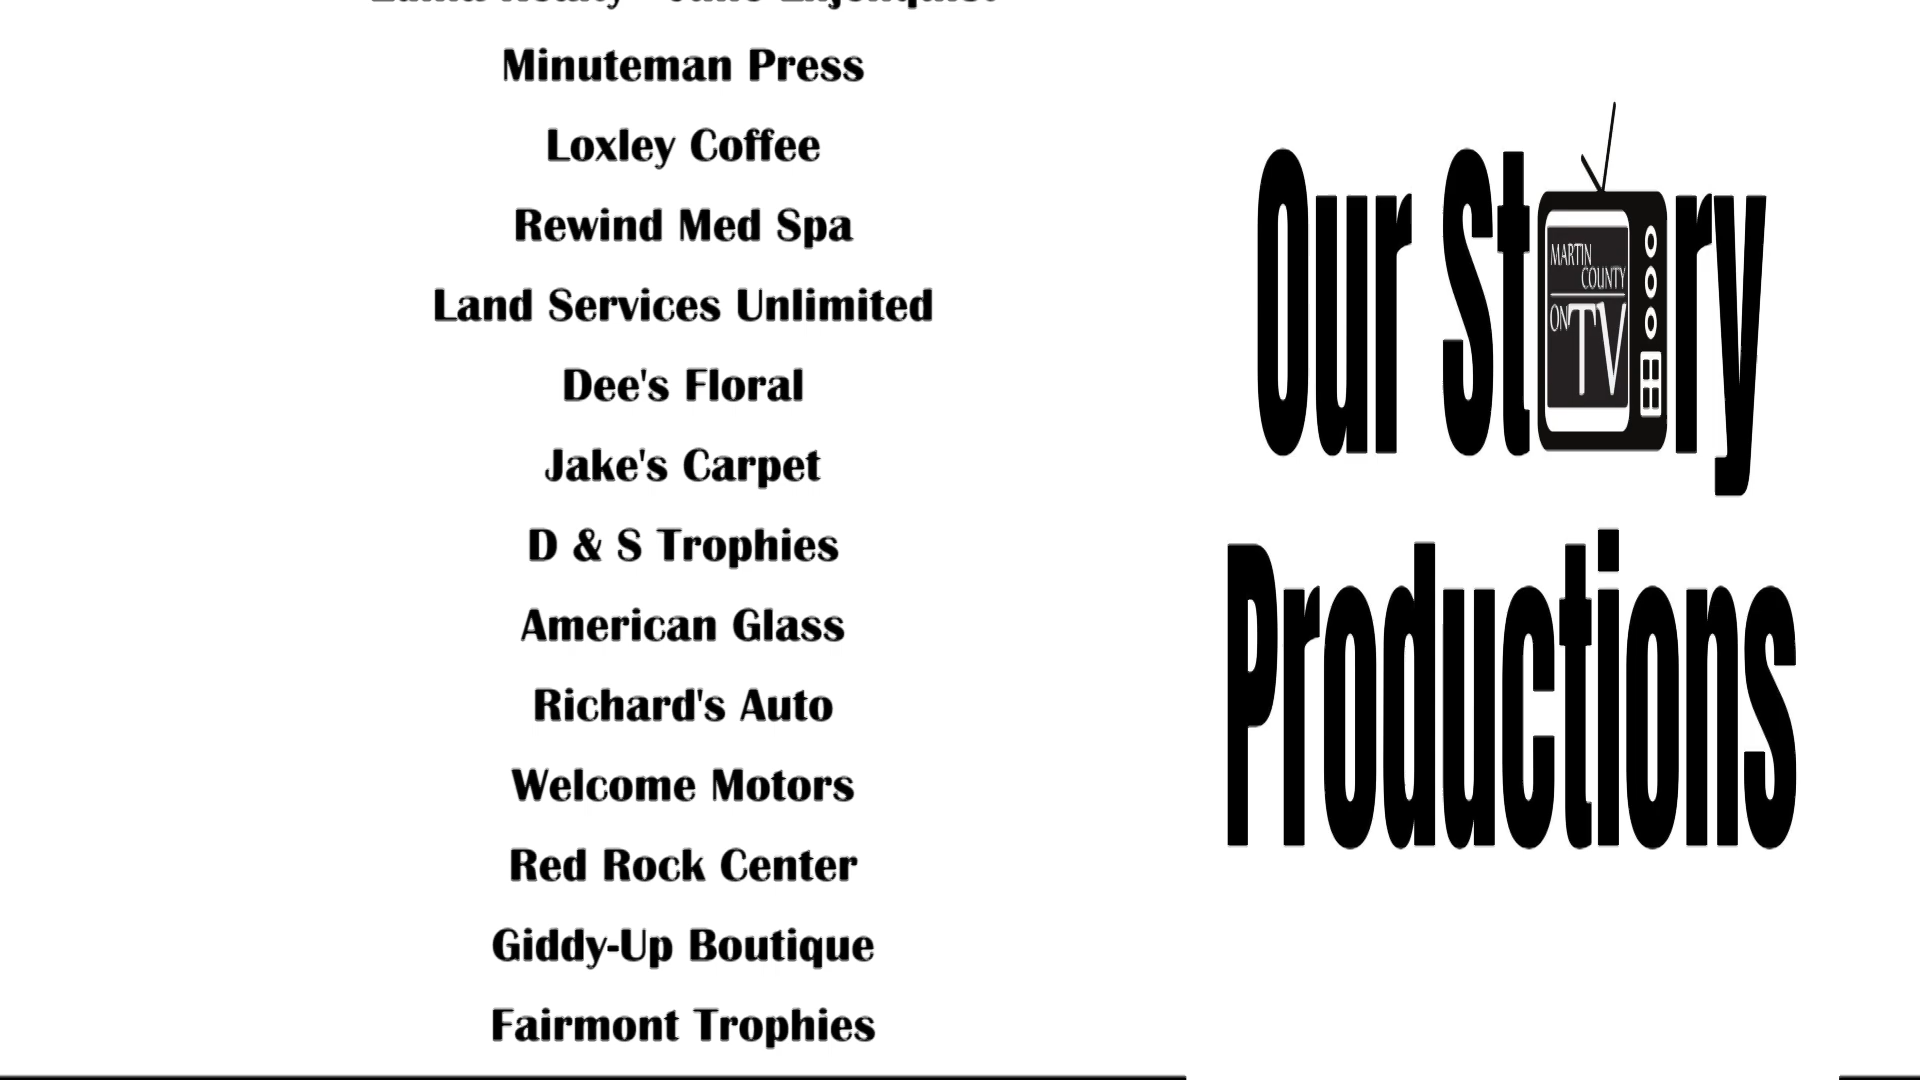 Minuteman Press
Loxley Coffee
Rewind Med Spa
Land Services Unlimited
Dee's Floral
Jake's Carpet
D & S Trophies
American Glass
Richard's Auto
Welcome Motors
Red Rock Center
Giddy-Up Boutique
Fairmont Trophies
Our Story
MARTIN
COUNTY
ON TV
Productions